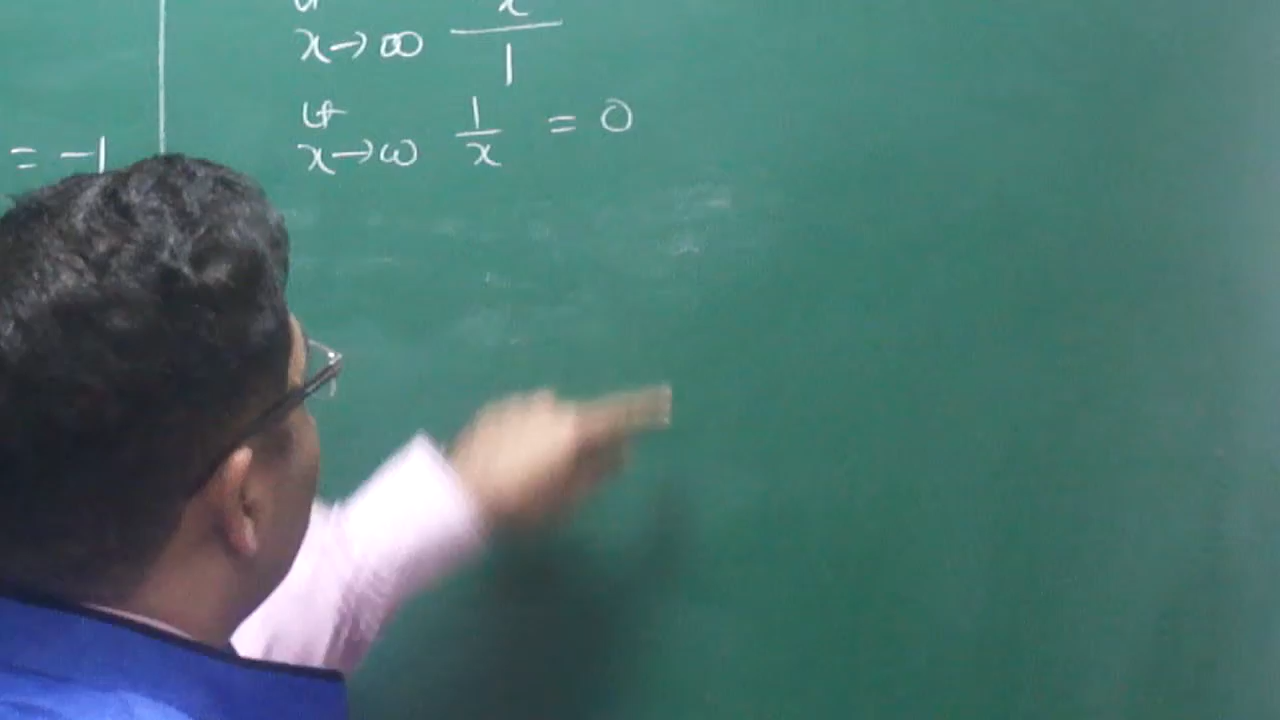 x→∞ /1
lt
x→∞ 1/x = 0
= -1